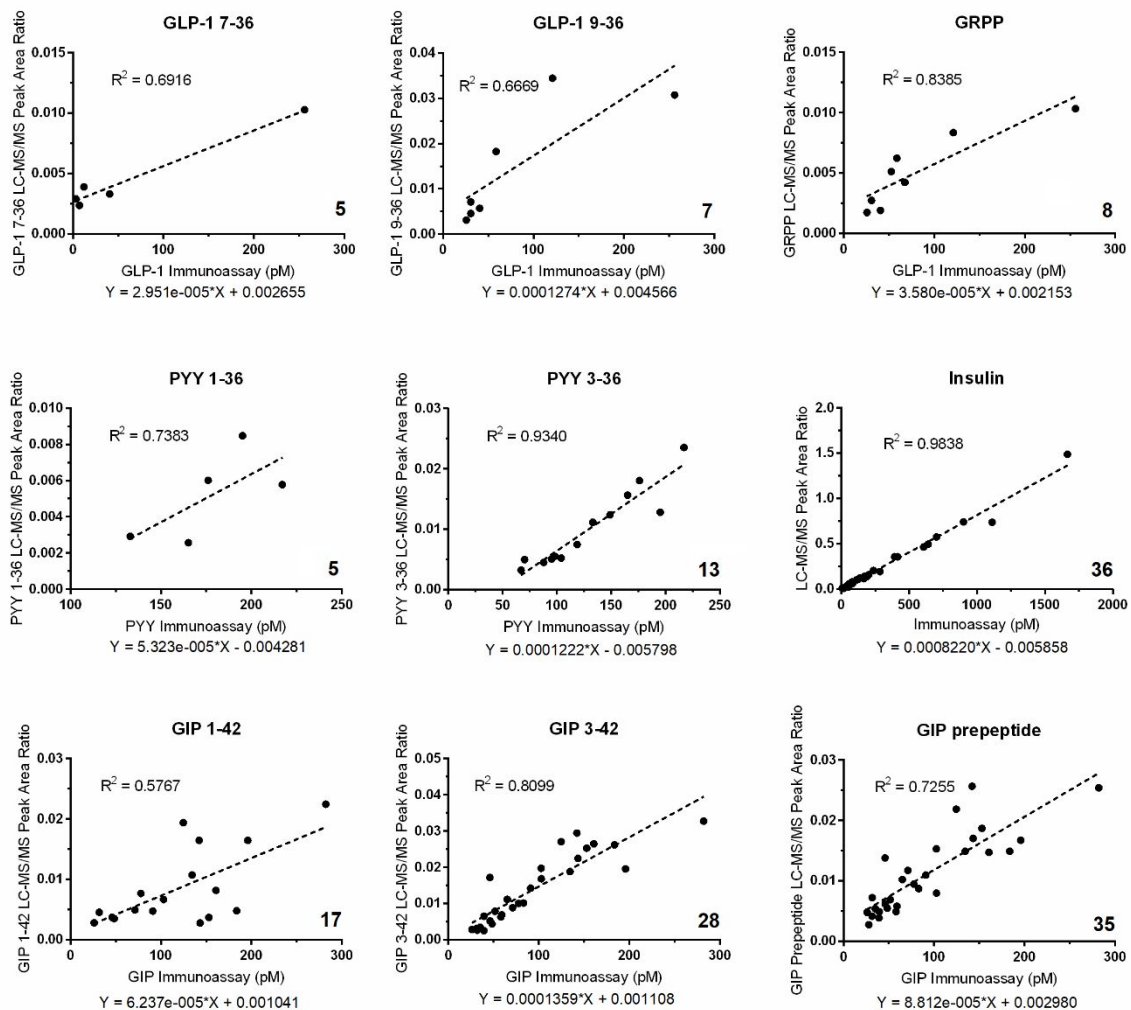 GLP-1 7-36
GLP-1 7-36 LC-MS/MS Peak Area Ratio
0.015
0.010
0.005
0.000
R² = 0.6916
5
0 100 200 300
GLP-1 Immunoassay (pM)
Y = 2.951e-005*X + 0.002655
GLP-1 9-36
GLP-1 9-36 LC-MS/MS Peak Area Ratio
0.04
0.03
0.02
0.01
0.00
R² = 0.6669
7
0 100 200 300
GLP-1 Immunoassay (pM)
Y = 0.0001274*X + 0.004566
GRPP
GRPP LC-MS/MS Peak Area Ratio
0.015
0.010
0.005
0.000
R² = 0.8385
8
0 100 200 300
GLP-1 Immunoassay (pM)
Y = 3.580e-005*X + 0.002153
PYY 1-36
PYY 1-36 LC-MS/MS Peak Area Ratio
0.010
0.008
0.006
0.004
0.002
0.000
R² = 0.7383
5
100 150 200 250
PYY Immunoassay (pM)
Y = 5.323e-005*X - 0.004281
PYY 3-36
PYY 3-36 LC-MS/MS Peak Area Ratio
0.03
0.02
0.01
0.00
R² = 0.9340
13
0 50 100 150 200 250
PYY Immunoassay (pM)
Y = 0.0001222*X - 0.005798
Insulin
LC-MS/MS Peak Area Ratio
2.0
1.5
1.0
0.5
0.0
R² = 0.9838
36
0 500 1000 1500 2000
Immunoassay (pM)
Y = 0.0008220*X - 0.005858
GIP 1-42
GIP 1-42 LC-MS/MS Peak Area Ratio
0.03
0.02
0.01
0.00
R² = 0.5767
17
0 100 200 300
GIP Immunoassay (pM)
Y = 6.237e-005*X + 0.001041
GIP 3-42
GIP 3-42 LC-MS/MS Peak Area Ratio
0.05
0.04
0.03
0.02
0.01
0.00
R² = 0.8099
28
0 100 200 300
GIP Immunoassay (pM)
Y = 0.0001359*X + 0.001108
GIP prepeptide
GIP Prepeptide LC-MS/MS Peak Area Ratio
0.03
0.02
0.01
0.00
R² = 0.7255
35
0 100 200 300
GIP Immunoassay (pM)
Y = 8.812e-005*X + 0.002980